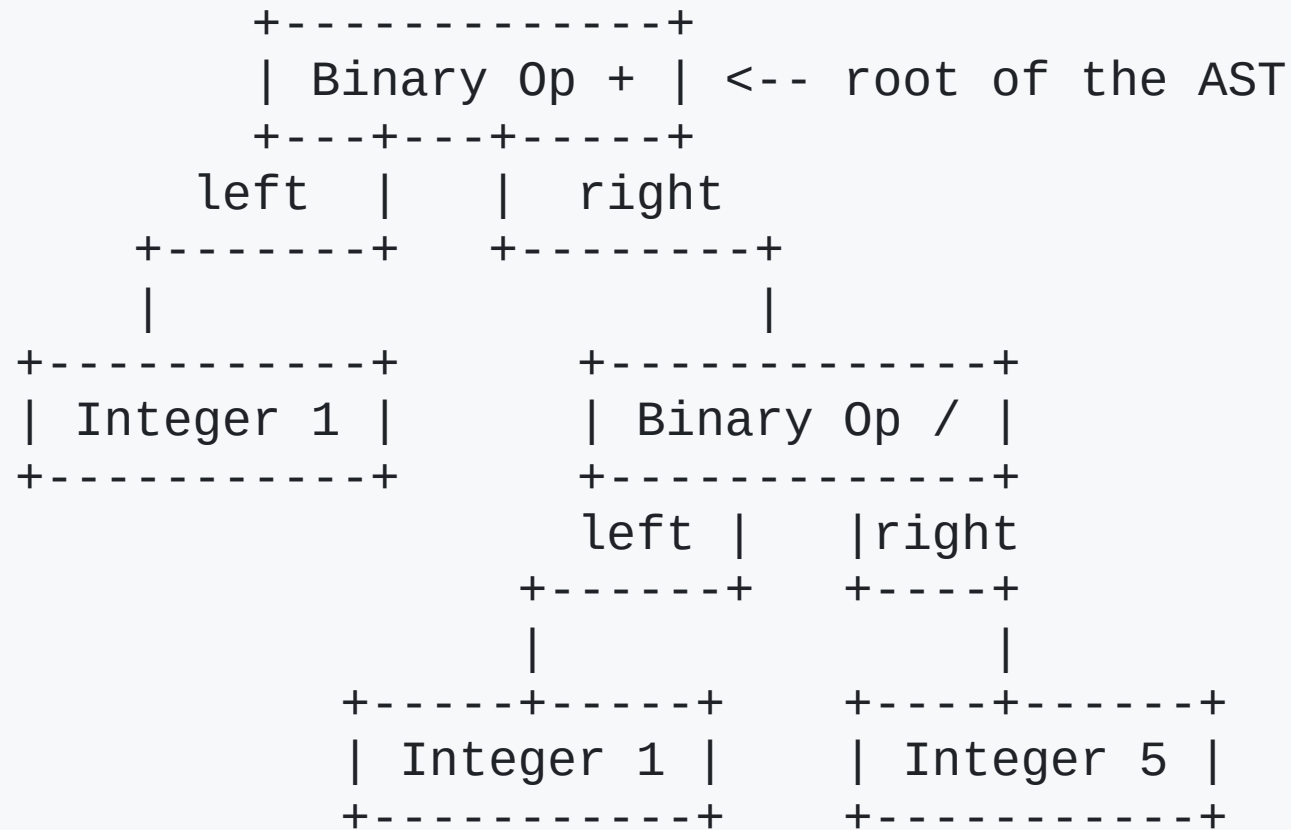 +-------------+
        | Binary Op + | <-- root of the AST
        +---+---+-----+
      left  |   |  right
    +-------+   +--------+
    |                    |
+-----------+      +-------------+
| Integer 1 |      | Binary Op / |
+-----------+      +-------------+
                   left |   |right
                 +------+   +----+
                 |               |
           +-----+-----+    +----+------+
           | Integer 1 |    | Integer 5 |
           +-----------+    +-----------+